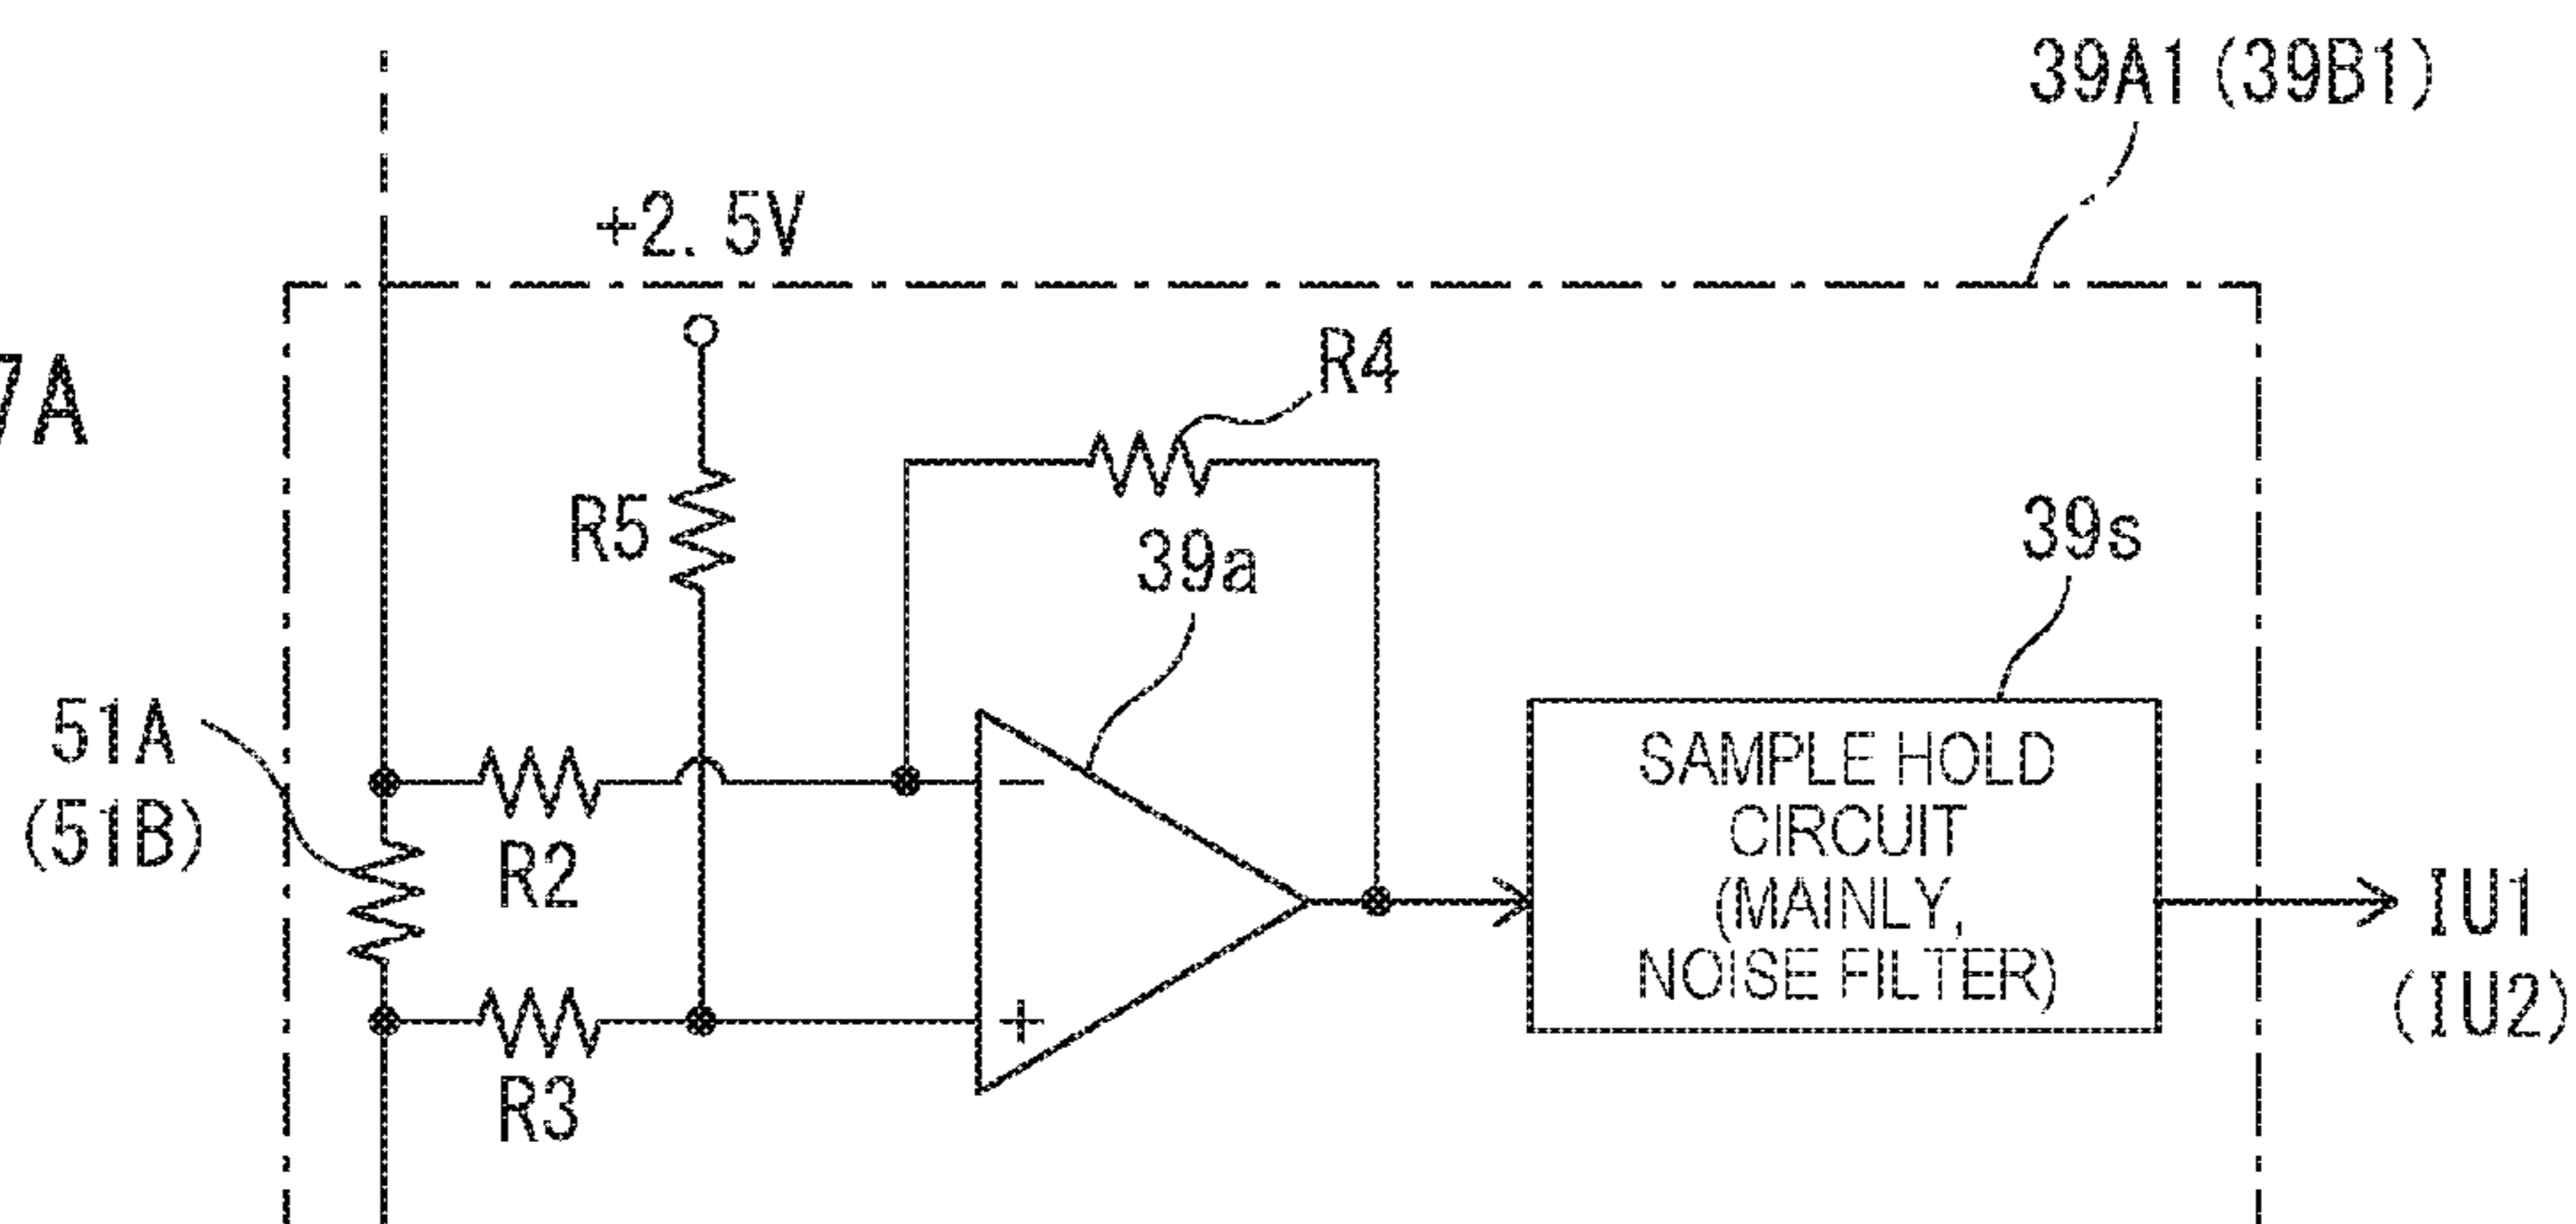 39A1 (39B1)
+2.5V
7A
R4
R5
39a
39s
51A
(51B)
R2
R3
−
+
SAMPLE HOLD
CIRCUIT
(MAINLY,
NOISE FILTER)
IU1
(IU2)